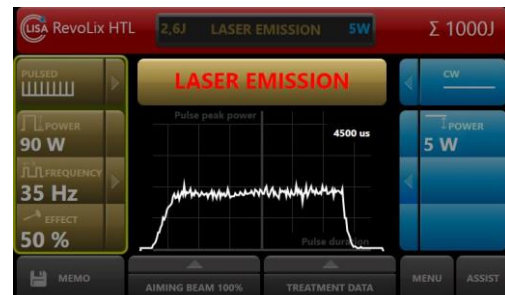 LISA RevoLix HTL
2,6J LASER EMISSION 5W
Σ 1000J
PULSED
POWER
90 W
FREQUENCY
35 Hz
EFFECT
50 %
LASER EMISSION
Pulse peak power
4500 us
Pulse duration
CW
POWER
5 W
MEMO
AIMING BEAM 100%
TREATMENT DATA
MENU
ASSIST